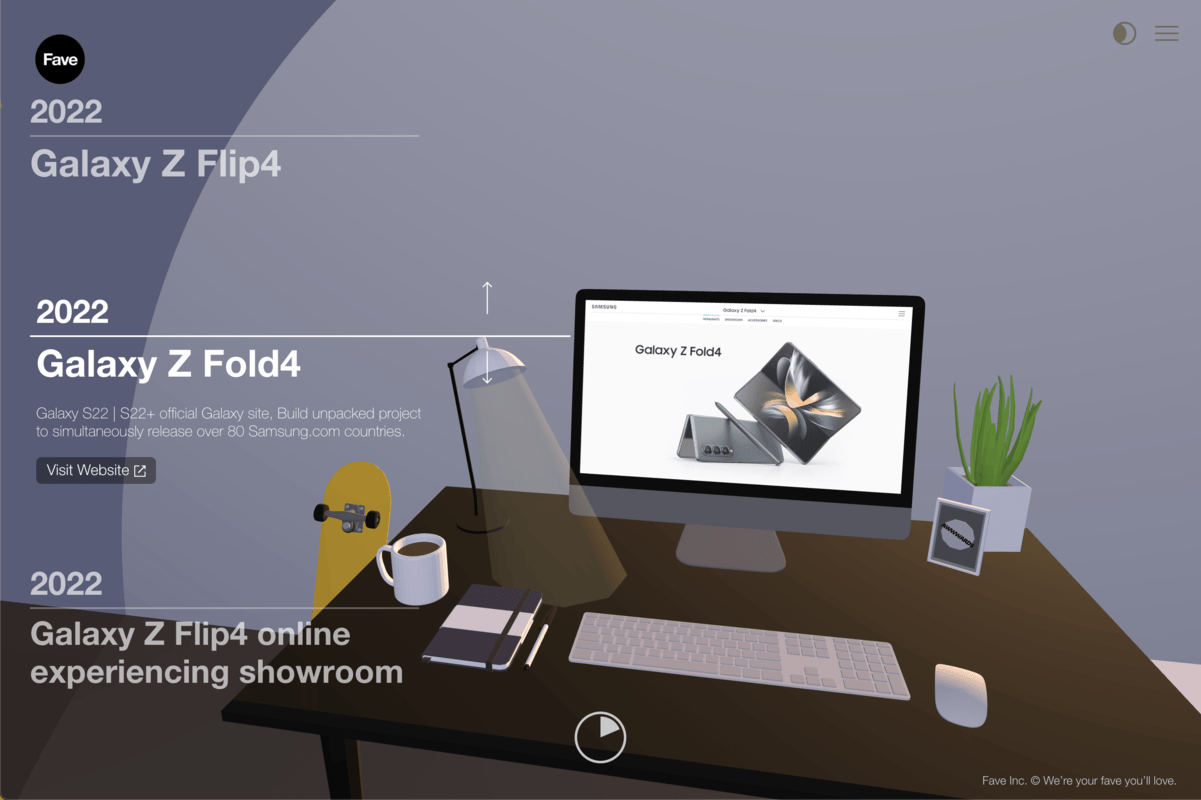 Fave
2022
Galaxy Z Flip4
2022
Galaxy Z Fold4
Galaxy S22 | S22+ official Galaxy site, Build unpacked project
to simultaneously release over 80 Samsung.com countries.
Visit Website
2022
Galaxy Z Flip4 online
experiencing showroom
SAMSUNG
Galaxy Z Fold4
Galaxy Z Fold4
AWWWARDS
Fave Inc. © We're your fave you'll love.